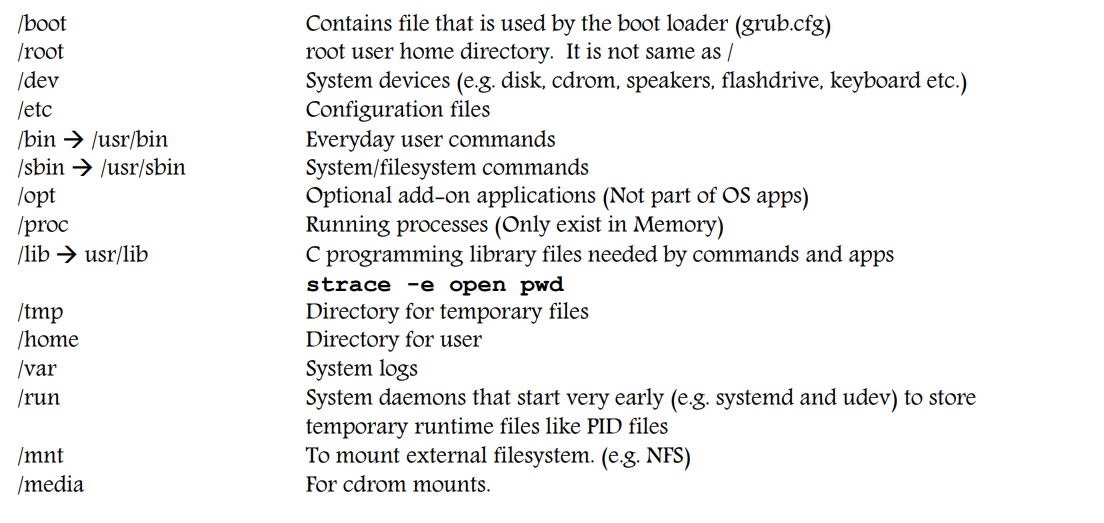 /boot Contains file that is used by the boot loader (grub.cfg)
/root root user home directory.  It is not same as /
/dev System devices (e.g. disk, cdrom, speakers, flashdrive, keyboard etc.)
/etc Configuration files
/bin → /usr/bin Everyday user commands
/sbin → /usr/sbin System/filesystem commands
/opt Optional add-on applications (Not part of OS apps)
/proc Running processes (Only exist in Memory)
/lib → usr/lib C programming library files needed by commands and apps
strace -e open pwd
/tmp Directory for temporary files
/home Directory for user
/var System logs
/run System daemons that start very early (e.g. systemd and udev) to store
temporary runtime files like PID files
/mnt To mount external filesystem. (e.g. NFS)
/media For cdrom mounts.